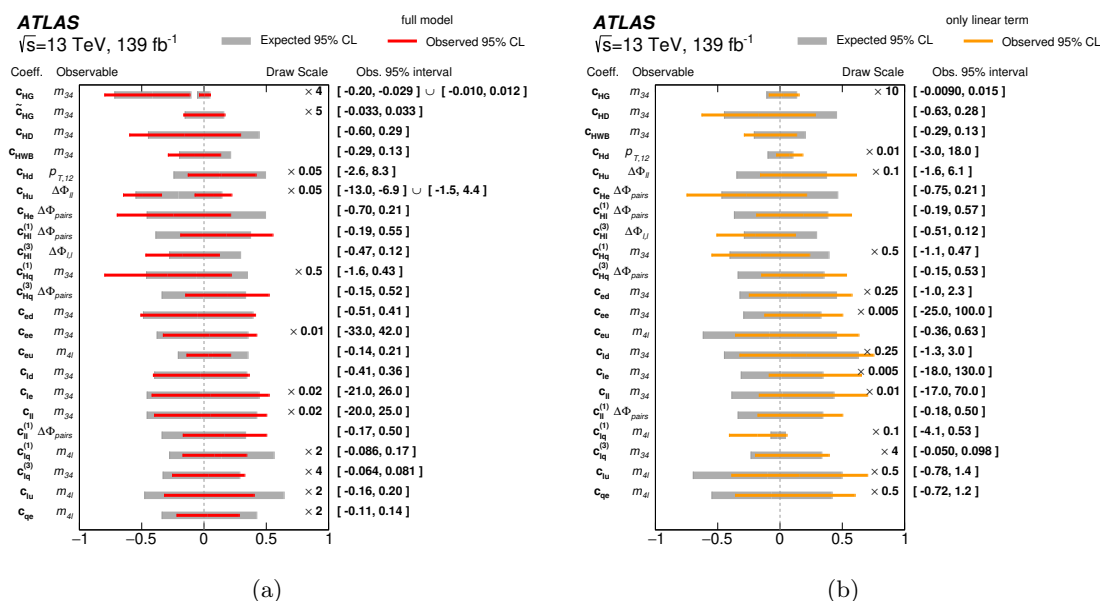 ATLAS
full model
√s=13 TeV, 139 fb⁻¹
Expected 95% CL
Observed 95% CL
Coeff. Observable Draw Scale Obs. 95% interval
c_HG m_34 × 4 [ -0.20, -0.029] ∪ [ -0.010, 0.012]
c̃_HG m_34 × 5 [ -0.033, 0.033]
c_HD m_34 [ -0.60, 0.29]
c_HWB m_34 [ -0.29, 0.13]
c_Hd p_T,12 × 0.05 [ -2.6, 8.3]
c_Hu ΔΦ_ll × 0.05 [ -13.0, -6.9] ∪ [ -1.5, 4.4]
c_He ΔΦ_pairs [ -0.70, 0.21]
c_Hl^(1) ΔΦ_pairs [ -0.19, 0.55]
c_Hl^(3) ΔΦ_ll [ -0.47, 0.12]
c_Hq^(1) m_34 × 0.5 [ -1.6, 0.43]
c_Hq^(3) ΔΦ_pairs [ -0.15, 0.52]
c_ed m_34 [ -0.51, 0.41]
c_ee m_34 × 0.01 [ -33.0, 42.0]
c_eu m_4l [ -0.14, 0.21]
c_ld m_34 [ -0.41, 0.36]
c_le m_34 × 0.02 [ -21.0, 26.0]
c_ll m_34 × 0.02 [ -20.0, 25.0]
c_ll^(1) ΔΦ_pairs [ -0.17, 0.50]
c_lq^(1) m_4l × 2 [ -0.086, 0.17]
c_lq^(3) m_34 × 4 [ -0.064, 0.081]
c_lu m_4l × 2 [ -0.16, 0.20]
c_qe m_4l × 2 [ -0.11, 0.14]
−1 −0.5 0 0.5 1
(a)
ATLAS
only linear term
√s=13 TeV, 139 fb⁻¹
Expected 95% CL
Observed 95% CL
Coeff. Observable Draw Scale Obs. 95% interval
c_HG m_34 × 10 [ -0.0090, 0.015]
c_HD m_34 [ -0.63, 0.28]
c_HWB m_34 [ -0.29, 0.13]
c_Hd p_T,12 × 0.01 [ -3.0, 18.0]
c_Hu ΔΦ_ll × 0.1 [ -1.6, 6.1]
c_He ΔΦ_pairs [ -0.75, 0.21]
c_Hl^(1) ΔΦ_pairs [ -0.19, 0.57]
c_Hl^(3) ΔΦ_ll [ -0.51, 0.12]
c_Hq^(1) m_34 × 0.5 [ -1.1, 0.47]
c_Hq^(3) ΔΦ_pairs [ -0.15, 0.53]
c_ed m_34 × 0.25 [ -1.0, 2.3]
c_ee m_34 × 0.005 [ -25.0, 100.0]
c_eu m_4l [ -0.36, 0.63]
c_ld m_34 × 0.25 [ -1.3, 3.0]
c_le m_34 × 0.005 [ -18.0, 130.0]
c_ll m_34 × 0.01 [ -17.0, 70.0]
c_ll^(1) ΔΦ_pairs [ -0.18, 0.50]
c_lq^(1) m_4l × 0.1 [ -4.1, 0.53]
c_lq^(3) m_34 × 4 [ -0.050, 0.098]
c_lu m_4l × 0.5 [ -0.78, 1.4]
c_qe m_4l × 0.5 [ -0.72, 1.2]
−1 −0.5 0 0.5 1
(b)